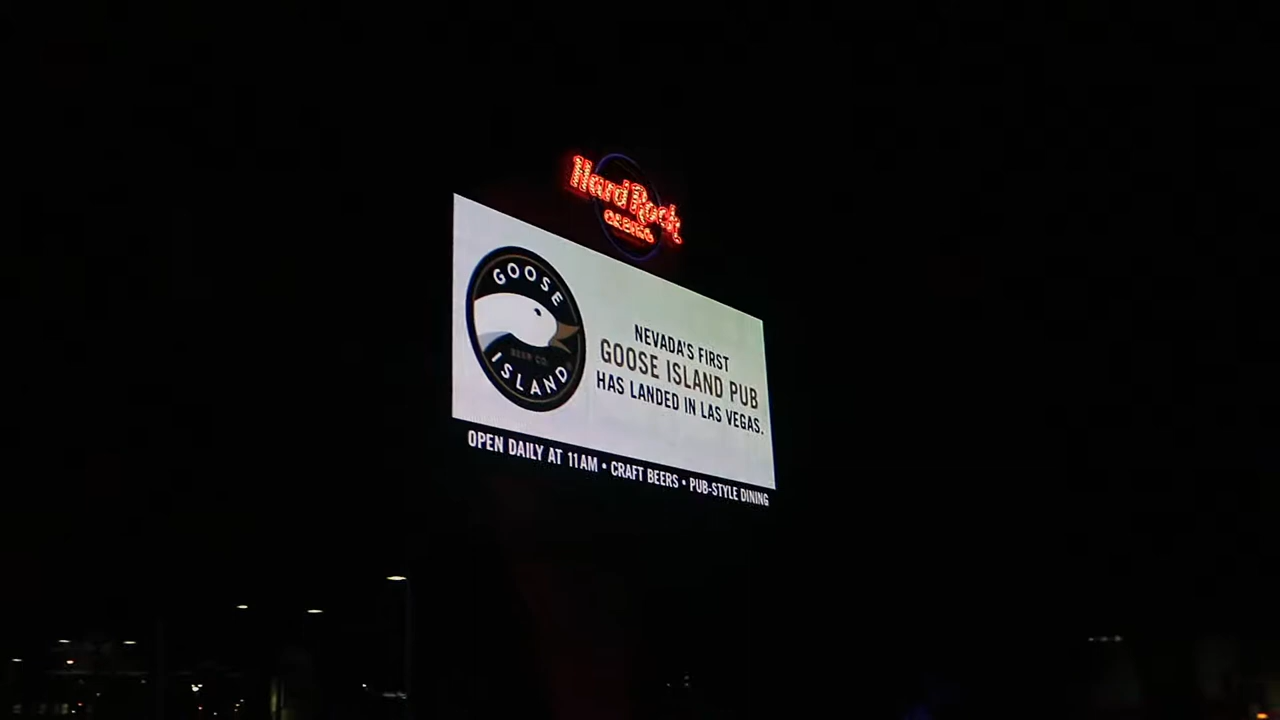 Hard Rock
CASINO
GOOSE
BEER CO.
ISLAND
NEVADA'S FIRST
GOOSE ISLAND PUB
HAS LANDED IN LAS VEGAS.
OPEN DAILY AT 11AM • CRAFT BEERS • PUB-STYLE DINING